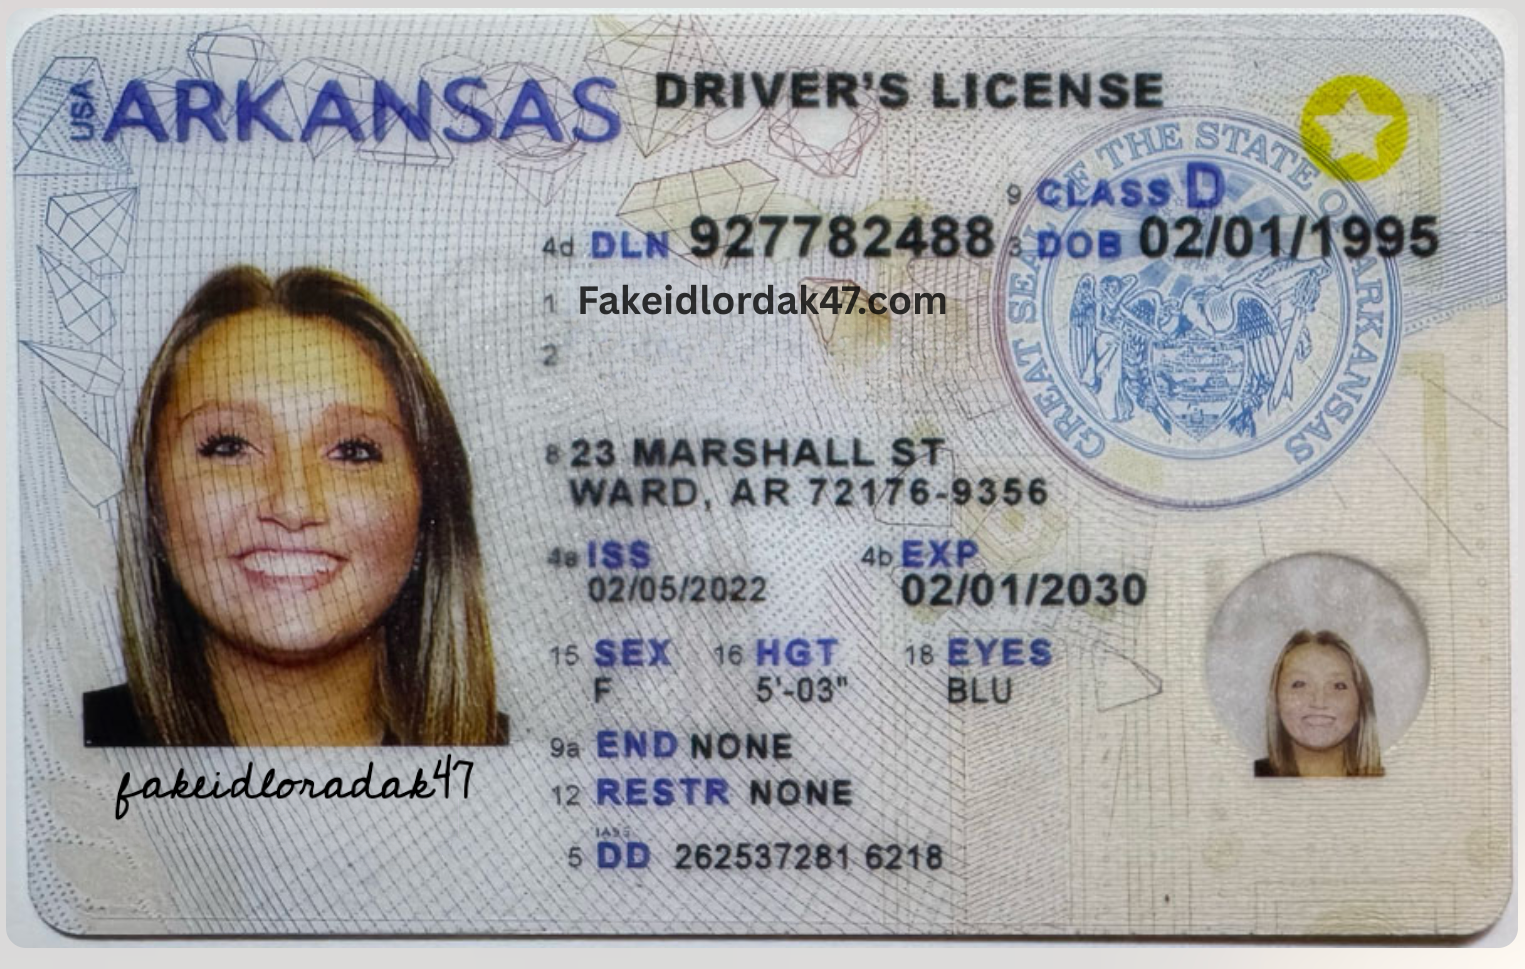 USA ARKANSAS DRIVER'S LICENSE
9 CLASS D
4d DLN 927782488 3 DOB 02/01/1995
1 Fakeidlordak47.com
2
GREAT SEAL OF THE STATE OF ARKANSAS
8 23 MARSHALL ST
WARD, AR 72176-9356
4a ISS 4b EXP
02/05/2022 02/01/2030
15 SEX 16 HGT 18 EYES
F 5'-03" BLU
9a END NONE
fakeidloradak47
12 RESTR NONE
5 DD 262537281 6218